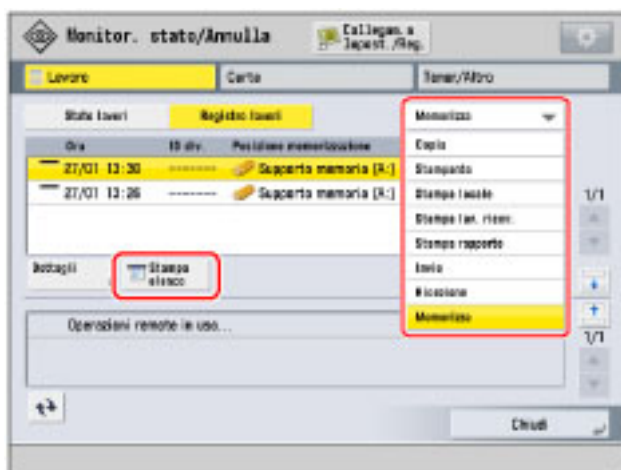 Monitor. stato/Annulla
Collegam. a
Impost./Reg.
Lavoro Carta Toner/Altro
Stato lavori Registro lavori Memorizza
Ora ID div. Posizione memorizzazione Copia
27/01 13:30 -------- Supporto memoria (A:) Stampante
27/01 13:26 -------- Supporto memoria (A:) Stampa locale 1/1
Stampa lav. ricev.
Stampa rapporto
Dettagli Stampa elenco Invio
Ricezione
Memorizza
Operazioni remote in uso... 1/1
Chiudi